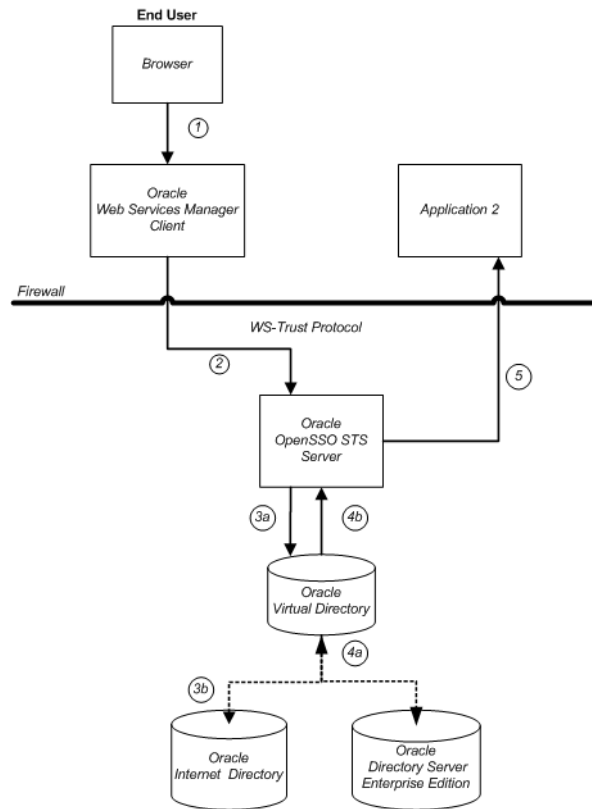 End User
Browser
1
Oracle
Web Services Manager
Client
Application 2
Firewall
WS-Trust Protocol
2
5
Oracle
OpenSSO STS
Server
3a
4b
Oracle
Virtual Directory
4a
3b
Oracle
Internet Directory
Oracle
Directory Server
Enterprise Edition